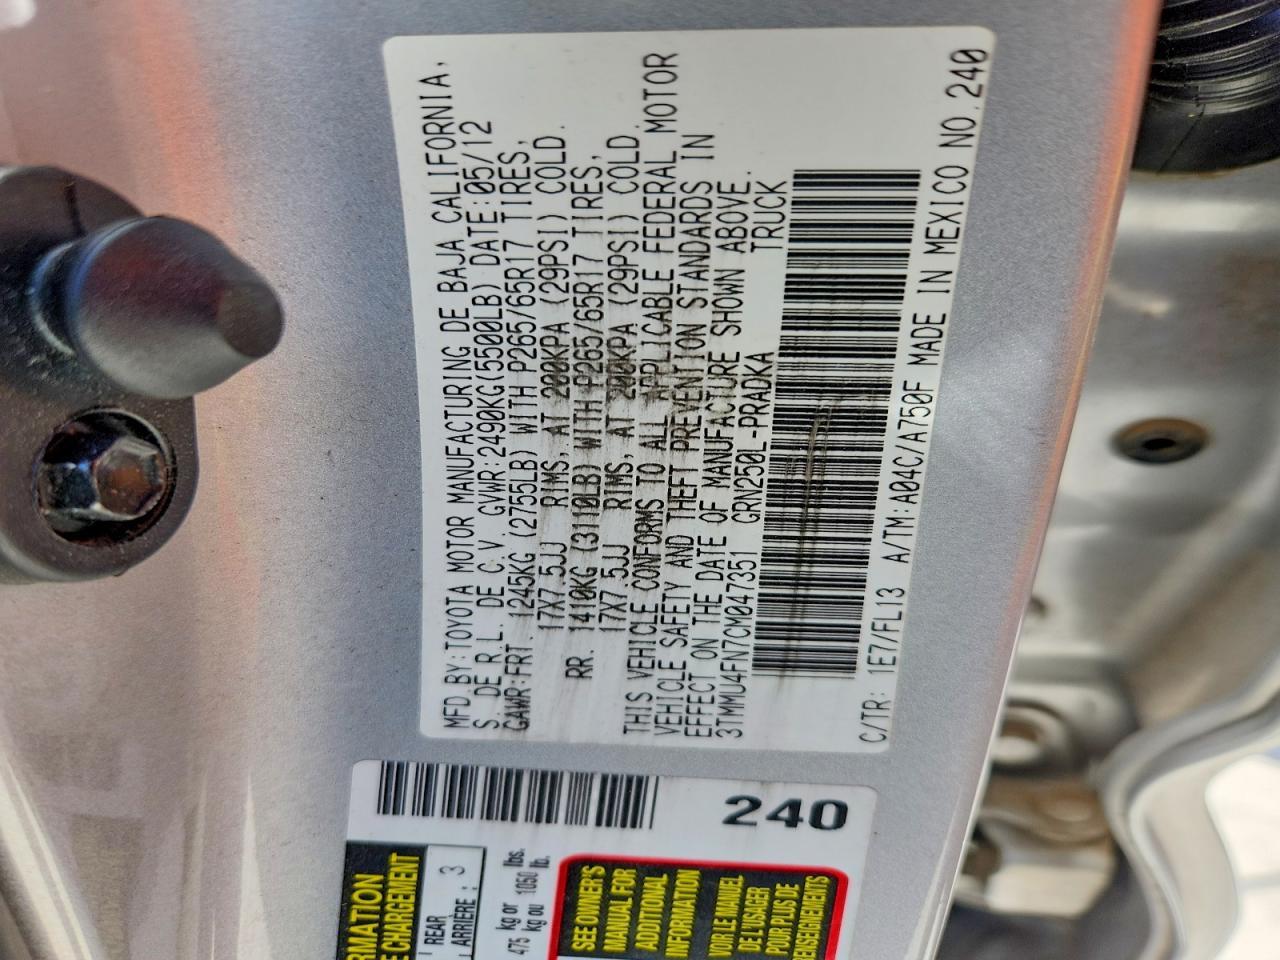 MFD.BY:TOYOTA MOTOR MANUFACTURING DE BAJA CALIFORNIA,
S. DE R.L. DE C.V. GVWR:2490KG(5500LB) DATE:05/12
GAWR:FRT. 1245KG (2755LB) WITH P265/65R17 TIRES,
17X7.5JJ RIMS, AT 200KPA (29PSI) COLD.
RR. 1410KG (3110LB) WITH P265/65R17 TIRES,
17X7.5JJ RIMS, AT 200KPA (29PSI) COLD.
THIS VEHICLE CONFORMS TO ALL APPLICABLE FEDERAL MOTOR
VEHICLE SAFETY AND THEFT PREVENTION STANDARDS IN
EFFECT ON THE DATE OF MANUFACTURE SHOWN ABOVE.
3TMMU4FN7CM047351 GRN250L-PRADKA TRUCK
C/TR: 1E7/FL13 A/TM:A04C/A750F MADE IN MEXICO NO.240
240
RMATION
E CHARGEMENT
REAR
ARRIÈRE : 3
475 kg or 1050 lbs.
kg ou lb.
SEE OWNER'S
MANUAL FOR
ADDITIONAL
INFORMATION
VOIR LE MANUEL
DE L'USAGER
POUR PLUS DE
RENSEIGNEMENTS